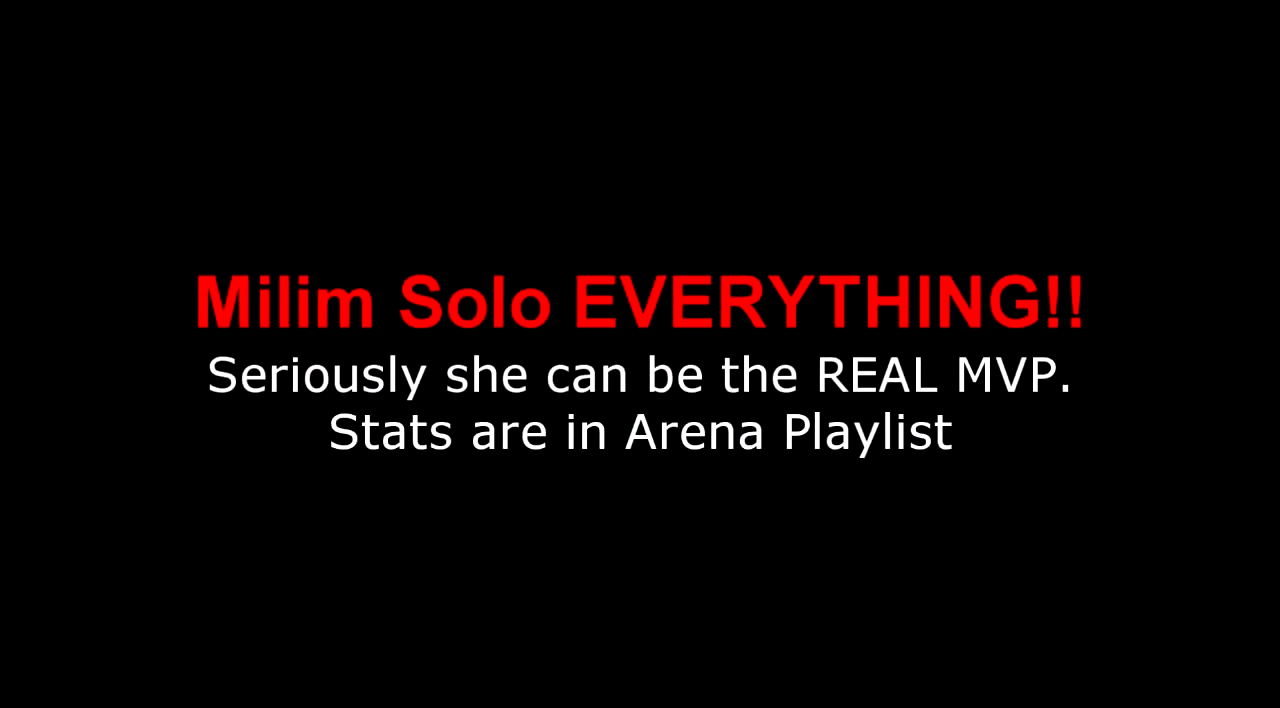 Milim Solo EVERYTHING!!
Seriously she can be the REAL MVP.
Stats are in Arena Playlist